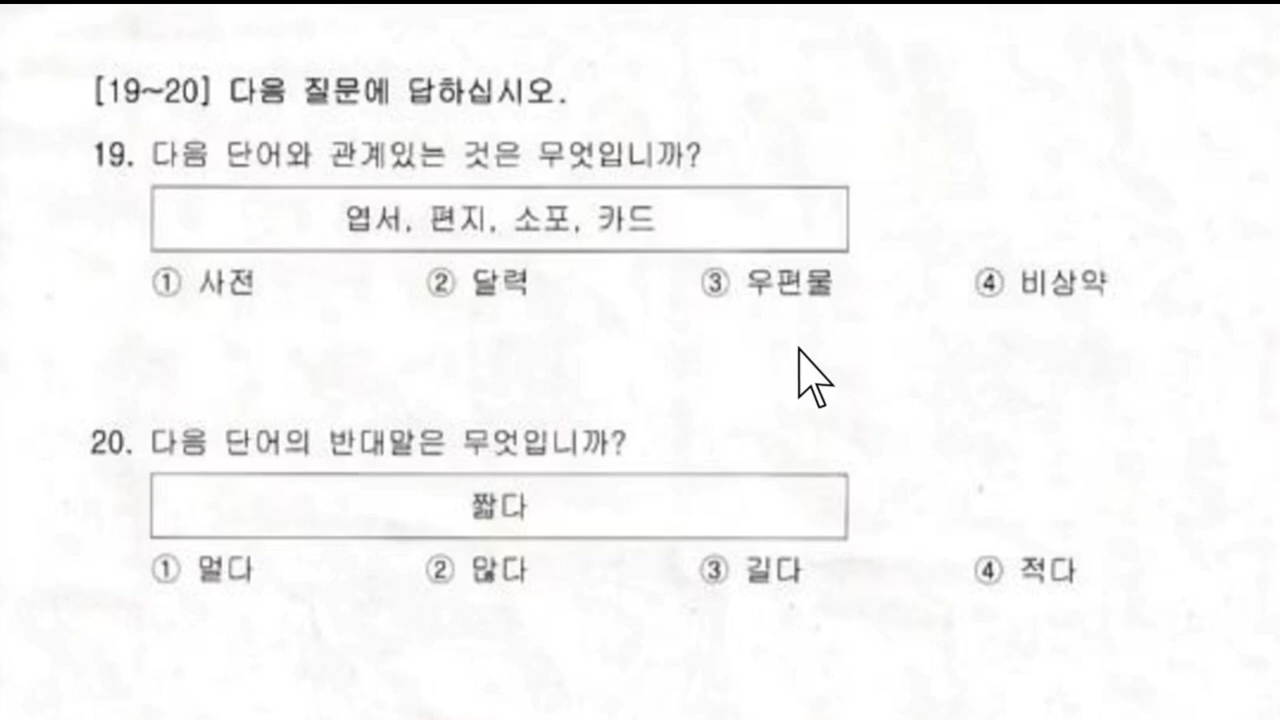 [19~20] 다음 질문에 답하십시오.
19. 다음 단어와 관계있는 것은 무엇입니까?
엽서, 편지, 소포, 카드
① 사전 ② 달력 ③ 우편물 ④ 비상약
20. 다음 단어의 반대말은 무엇입니까?
짧다
① 멀다 ② 많다 ③ 길다 ④ 적다